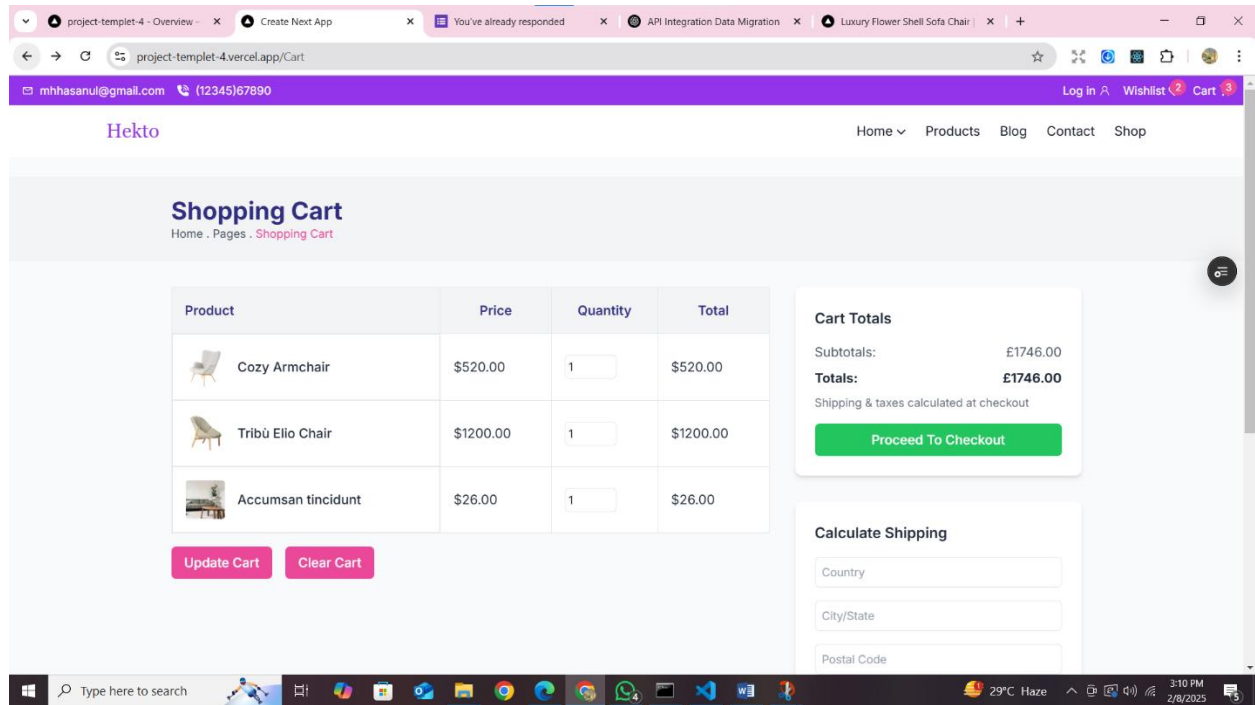 project-templet-4 - Overview - Create Next App You've already responded API Integration Data Migration Luxury Flower Shell Sofa Chair |
project-templet-4.vercel.app/Cart
mhhasanul@gmail.com (12345)67890 Log in Wishlist 2 Cart 3
Hekto Home Products Blog Contact Shop
Shopping Cart
Home . Pages . Shopping Cart
Product Price Quantity Total
Cozy Armchair $520.00 1 $520.00
Tribù Elio Chair $1200.00 1 $1200.00
Accumsan tincidunt $26.00 1 $26.00
Update Cart Clear Cart
Cart Totals
Subtotals: £1746.00
Totals: £1746.00
Shipping & taxes calculated at checkout
Proceed To Checkout
Calculate Shipping
Country
City/State
Postal Code
Type here to search 4 29°C Haze 3:10 PM
2/8/2025 5